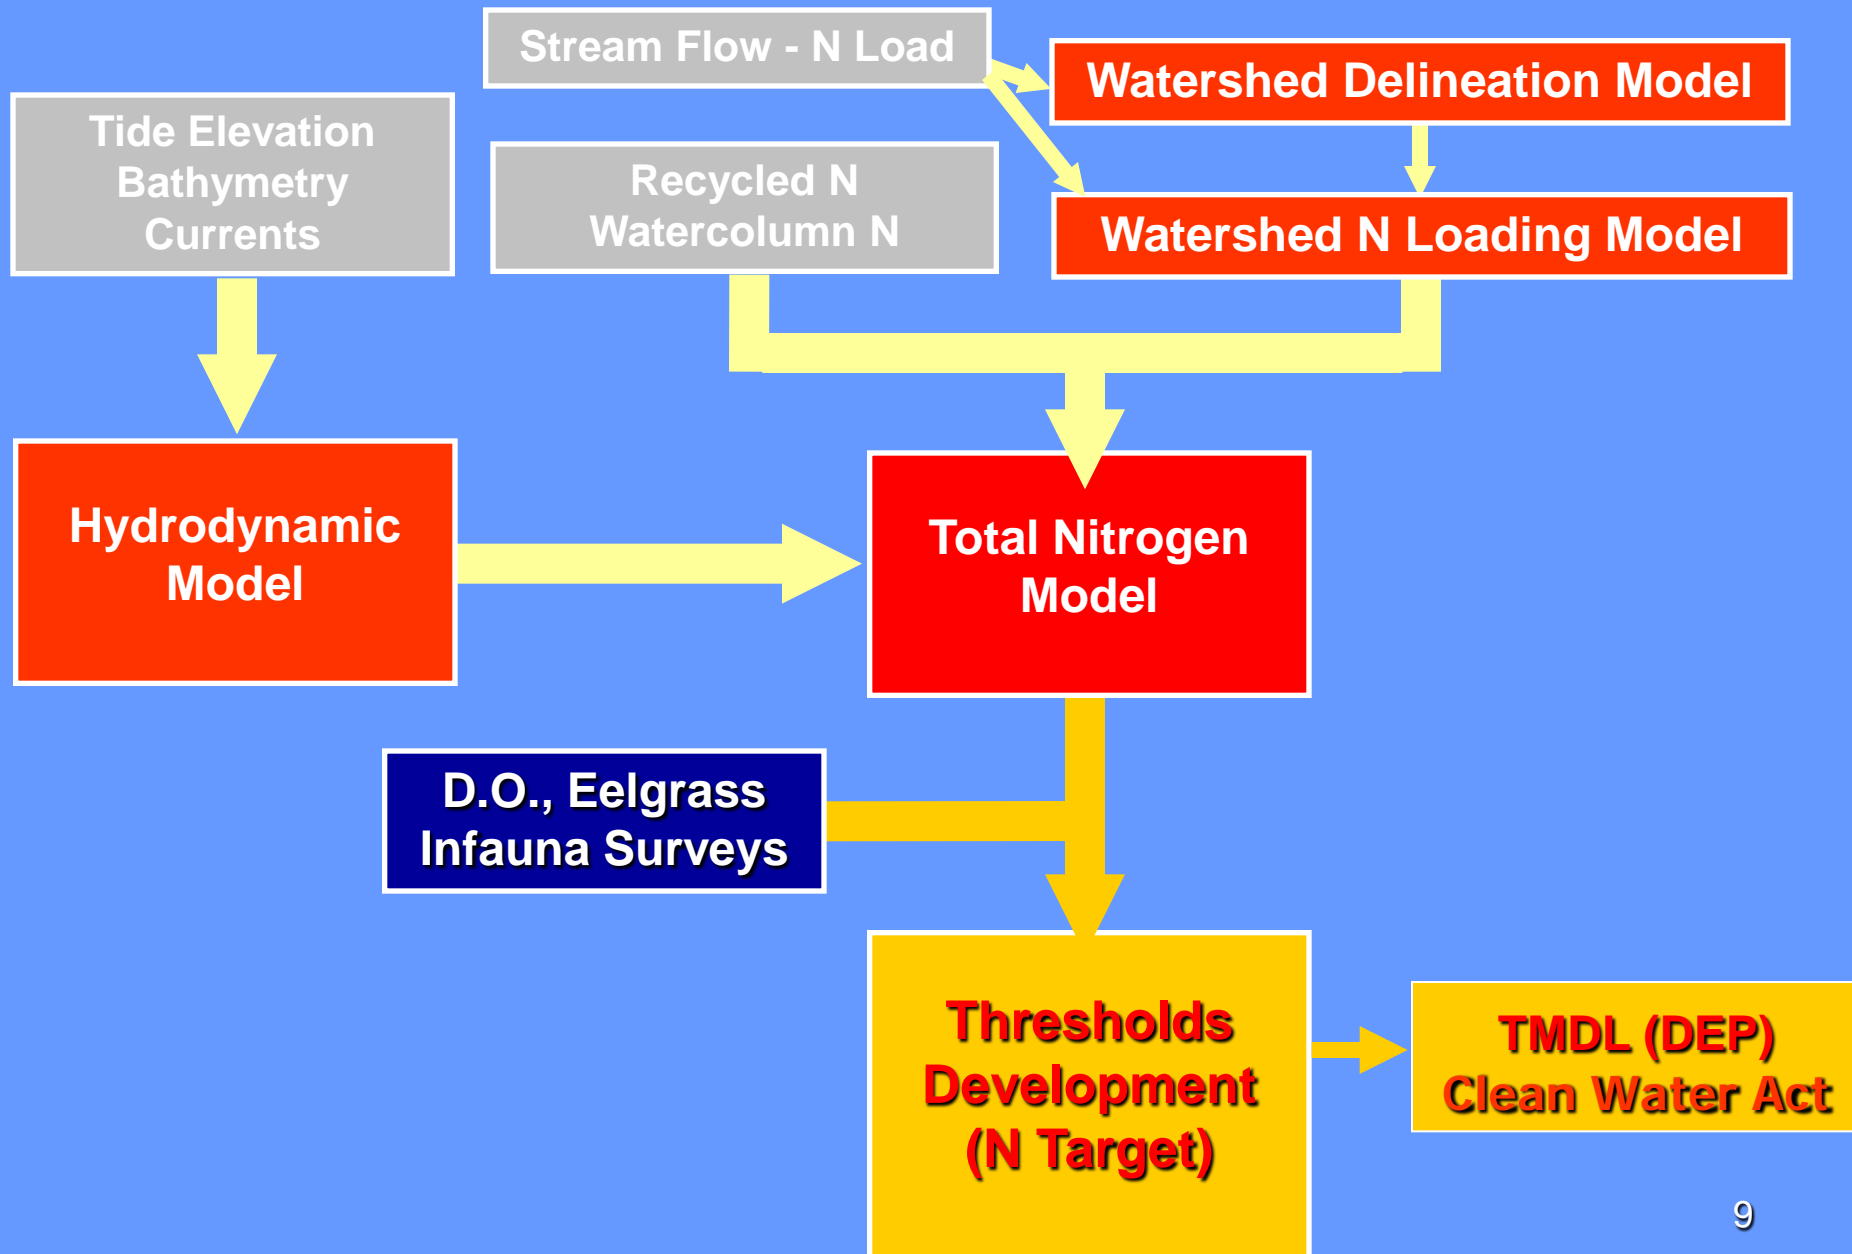 Stream Flow - N Load
Watershed Delineation Model
Tide Elevation
Bathymetry
Currents
Recycled N
Watercolumn N
Watershed N Loading Model
Hydrodynamic
Model
Total Nitrogen
Model
D.O., Eelgrass
Infauna Surveys
Thresholds
Development
(N Target)
TMDL (DEP)
Clean Water Act
9